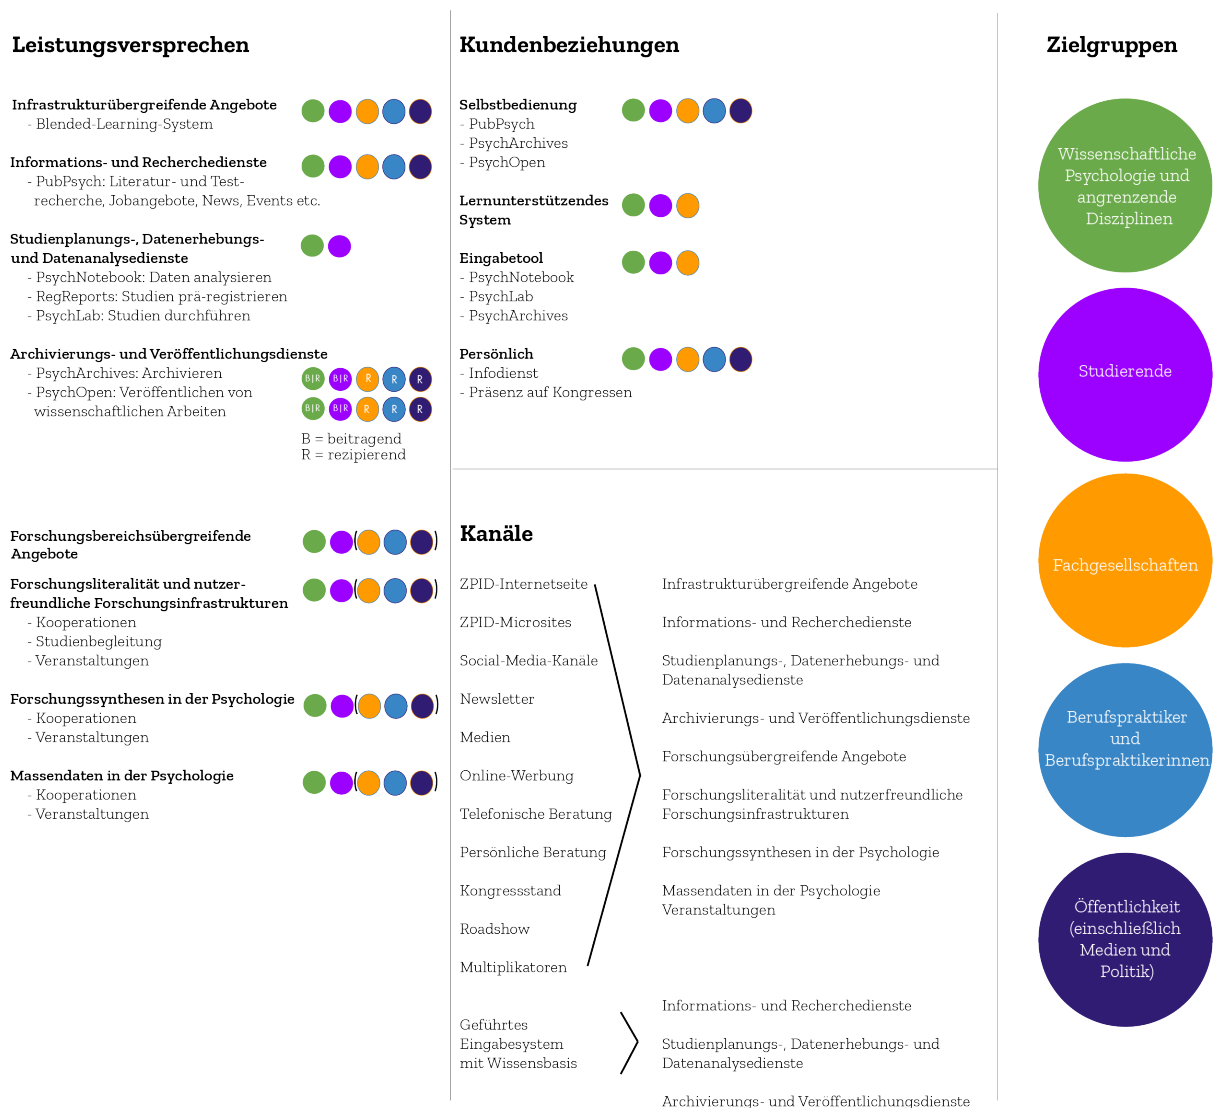 Leistungsversprechen
Infrastrukturübergreifende Angebote
- Blended-Learning-System
Informations- und Recherchedienste
- PubPsych: Literatur- und Test-
recherche, Jobangebote, News, Events etc.
Studienplanungs-, Datenerhebungs-
und Datenanalysedienste
- PsychNotebook: Daten analysieren
- RegReports: Studien prä-registrieren
- PsychLab: Studien durchführen
Archivierungs- und Veröffentlichungsdienste
- PsychArchives: Archivieren
B|R B|R R R R
- PsychOpen: Veröffentlichen von
wissenschaftlichen Arbeiten
B|R B|R R R R
B = beitragend
R = rezipierend
Forschungsbereichsübergreifende
Angebote
( )
Forschungsliteralität und nutzer-
freundliche Forschungsinfrastrukturen
( )
- Kooperationen
- Studienbegleitung
- Veranstaltungen
Forschungssynthesen in der Psychologie
( )
- Kooperationen
- Veranstaltungen
Massendaten in der Psychologie
( )
- Kooperationen
- Veranstaltungen
Kundenbeziehungen
Selbstbedienung
- PubPsych
- PsychArchives
- PsychOpen
Lernunterstützendes
System
Eingabetool
- PsychNotebook
- PsychLab
- PsychArchives
Persönlich
- Infodienst
- Präsenz auf Kongressen
Kanäle
ZPID-Internetseite
ZPID-Microsites
Social-Media-Kanäle
Newsletter
Medien
Online-Werbung
Telefonische Beratung
Persönliche Beratung
Kongressstand
Roadshow
Multiplikatoren
Infrastrukturübergreifende Angebote
Informations- und Recherchedienste
Studienplanungs-, Datenerhebungs- und
Datenanalysedienste
Archivierungs- und Veröffentlichungsdienste
Forschungsübergreifende Angebote
Forschungsliteralität und nutzerfreundliche
Forschungsinfrastrukturen
Forschungssynthesen in der Psychologie
Massendaten in der Psychologie
Veranstaltungen
Geführtes
Eingabesystem
mit Wissensbasis
Informations- und Recherchedienste
Studienplanungs-, Datenerhebungs- und
Datenanalysedienste
Archivierungs- und Veröffentlichungsdienste
Zielgruppen
Wissenschaftliche
Psychologie und
angrenzende
Disziplinen
Studierende
Fachgesellschaften
Berufspraktiker
und
Berufspraktikerinnen
Öffentlichkeit
(einschließlich
Medien und
Politik)